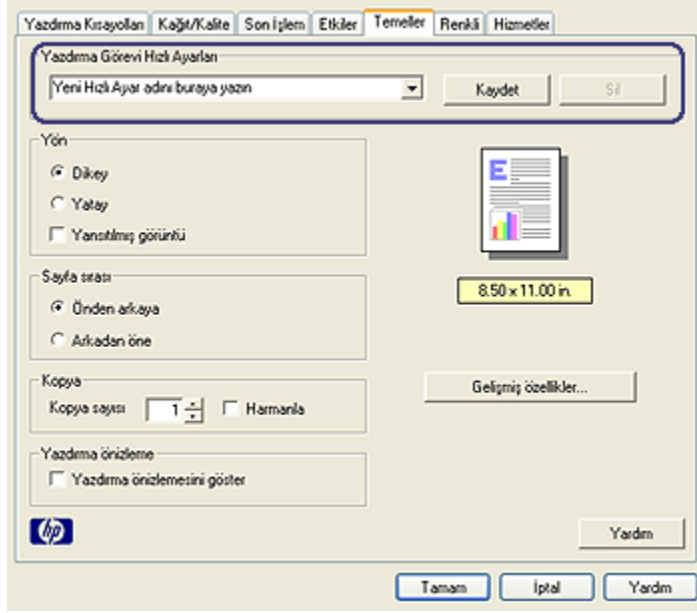 Yazdırma Kısayolları Kağıt/Kalite Son İşlem Etkiler Temeller Renkli Hizmetler
Yazdırma Görevi Hızlı Ayarları
Yeni Hızlı Ayar adını buraya yazın
Kaydet
Sil
Yön
Dikey
Yatay
Yansıtılmış görüntü
E
8.50 x 11.00 in.
Sayfa sırası
Önden arkaya
Arkadan öne
Gelişmiş özellikler...
Kopya
Kopya sayısı 1 Harmanla
Yazdırma önizleme
Yazdırma önizlemesini göster
hp
Yardım
Tamam İptal Yardım